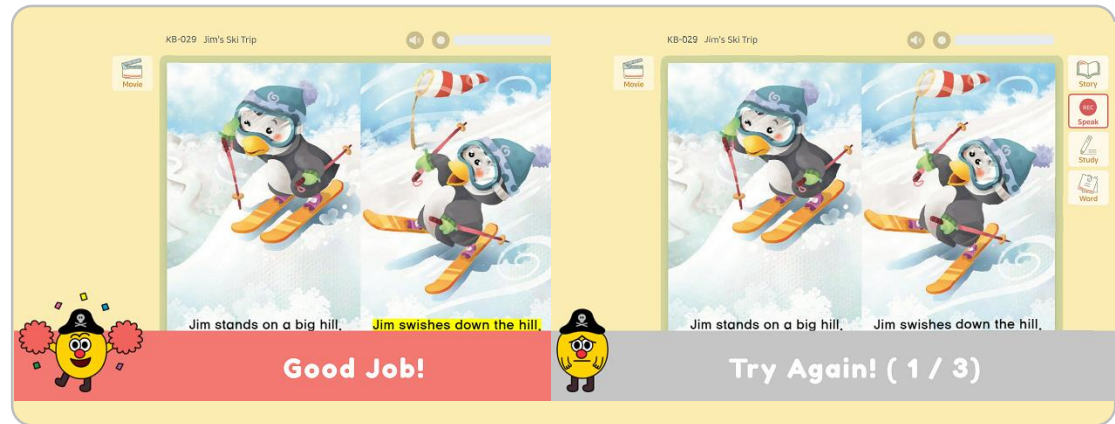 KB-029 Jim's Ski Trip
Movie
Jim stands on a big hill.
Jim swishes down the hill.
Good Job!
KB-029 Jim's Ski Trip
Movie
Story
REC
Speak
Study
Word
Jim stands on a big hill.
Jim swishes down the hill.
Try Again! ( 1 / 3)